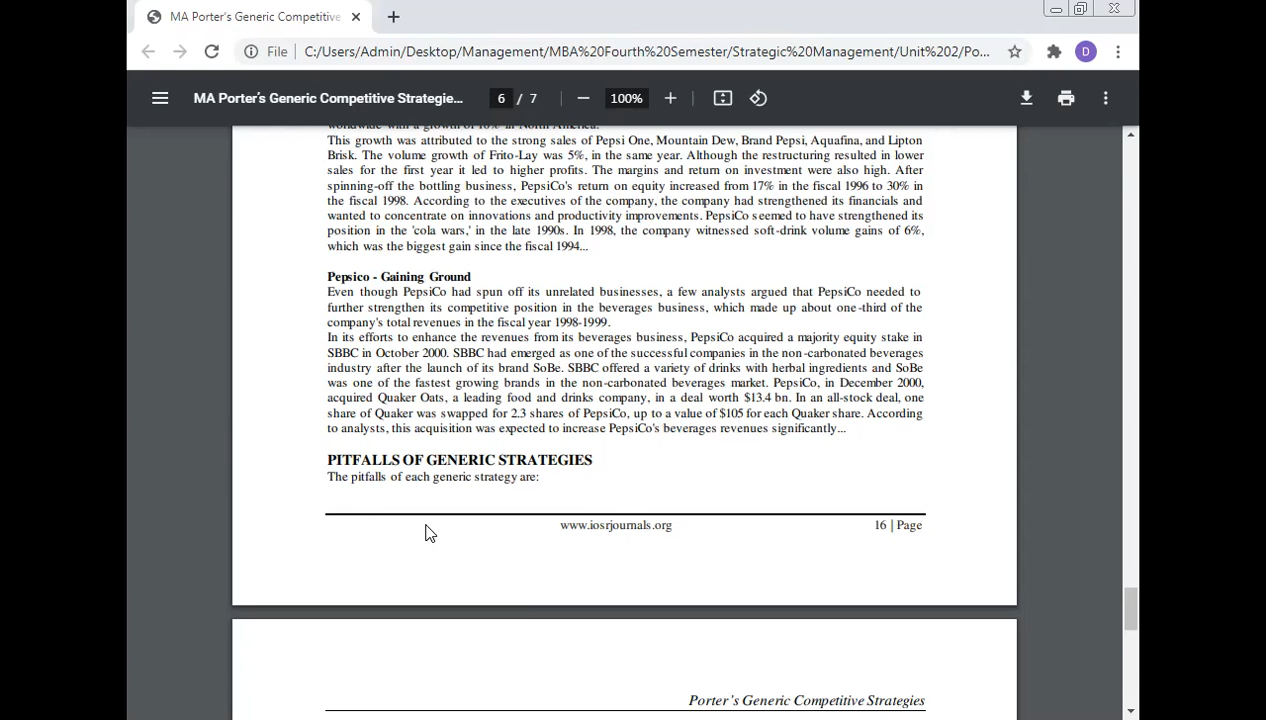 MA Porter's Generic Competitive
File C:/Users/Admin/Desktop/Management/MBA%20Fourth%20Semester/Strategic%20Management/Unit%202/Po... D
MA Porter's Generic Competitive Strategie... 6 / 7 100%
worldwide with a growth of 10% in North America.
This growth was attributed to the strong sales of Pepsi One, Mountain Dew, Brand Pepsi, Aquafina, and Lipton
Brisk. The volume growth of Frito-Lay was 5%, in the same year. Although the restructuring resulted in lower
sales for the first year it led to higher profits. The margins and return on investment were also high. After
spinning-off the bottling business, PepsiCo's return on equity increased from 17% in the fiscal 1996 to 30% in
the fiscal 1998. According to the executives of the company, the company had strengthened its financials and
wanted to concentrate on innovations and productivity improvements. PepsiCo seemed to have strengthened its
position in the 'cola wars,' in the late 1990s. In 1998, the company witnessed soft-drink volume gains of 6%,
which was the biggest gain since the fiscal 1994...
Pepsico - Gaining Ground
Even though PepsiCo had spun off its unrelated businesses, a few analysts argued that PepsiCo needed to
further strengthen its competitive position in the beverages business, which made up about one-third of the
company's total revenues in the fiscal year 1998-1999.
In its efforts to enhance the revenues from its beverages business, PepsiCo acquired a majority equity stake in
SBBC in October 2000. SBBC had emerged as one of the successful companies in the non-carbonated beverages
industry after the launch of its brand SoBe. SBBC offered a variety of drinks with herbal ingredients and SoBe
was one of the fastest growing brands in the non-carbonated beverages market. PepsiCo, in December 2000,
acquired Quaker Oats, a leading food and drinks company, in a deal worth $13.4 bn. In an all-stock deal, one
share of Quaker was swapped for 2.3 shares of PepsiCo, up to a value of $105 for each Quaker share. According
to analysts, this acquisition was expected to increase PepsiCo's beverages revenues significantly...
PITFALLS OF GENERIC STRATEGIES
The pitfalls of each generic strategy are:
www.iosrjournals.org 16 | Page
Porter's Generic Competitive Strategies